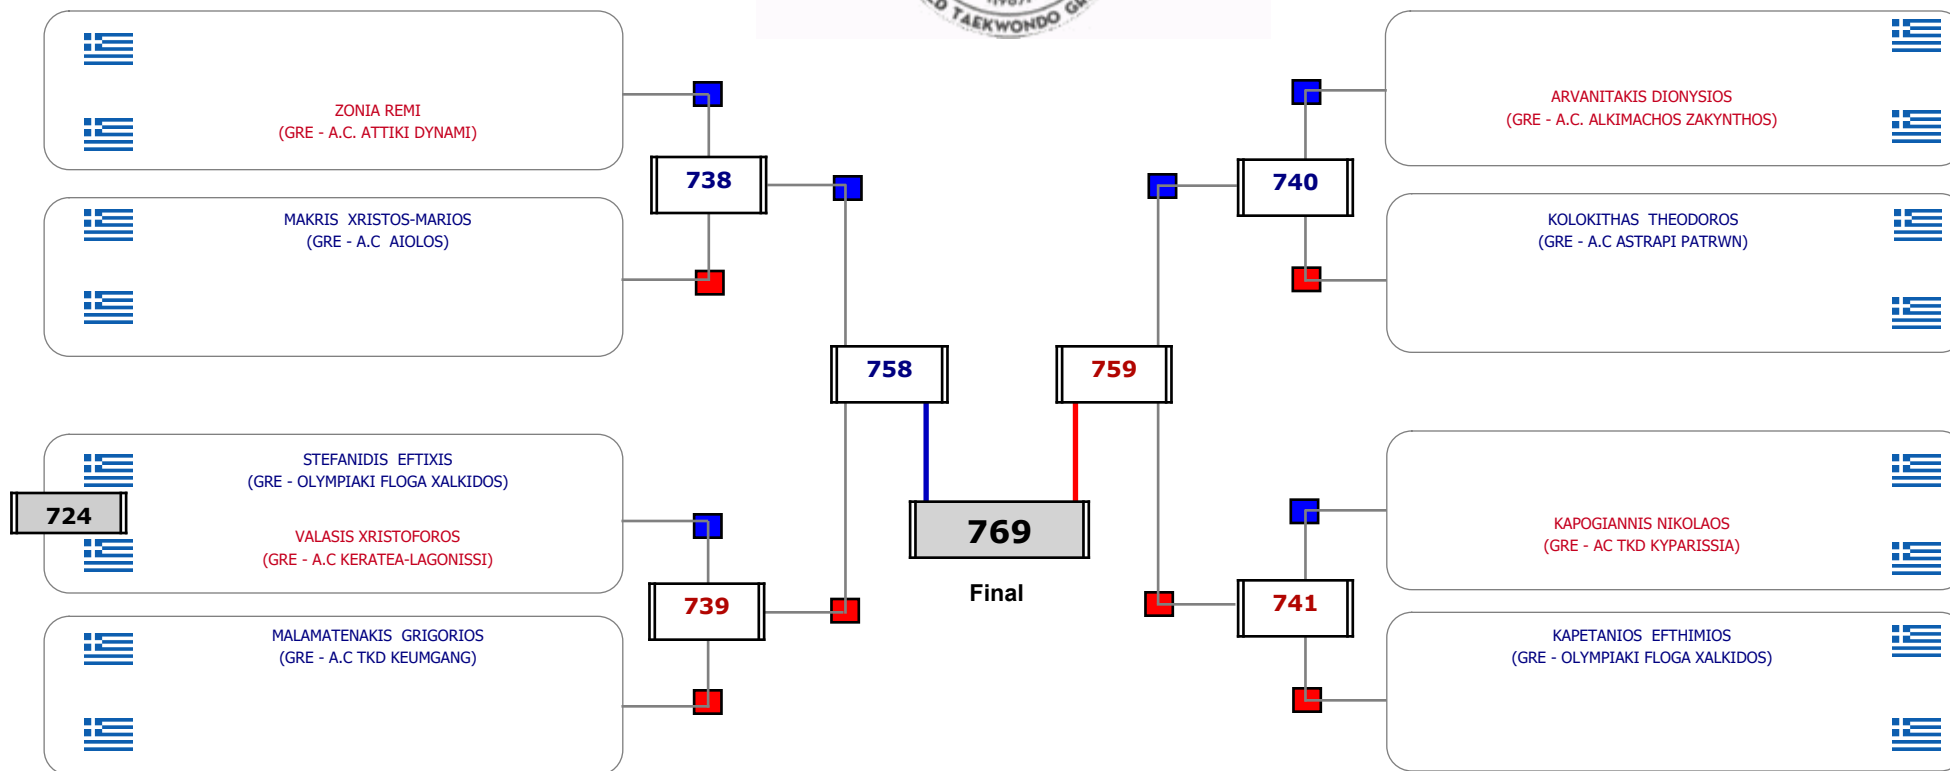 TAEKWONDO
ZONIA REMI
(GRE - A.C. ATTIKI DYNAMI)
MAKRIS XRISTOS-MARIOS
(GRE - A.C AIOLOS)
738
758
724
STEFANIDIS EFTIXIS
(GRE - OLYMPIAKI FLOGA XALKIDOS)
VALASIS XRISTOFOROS
(GRE - A.C KERATEA-LAGONISSI)
739
MALAMATENAKIS GRIGORIOS
(GRE - A.C TKD KEUMGANG)
769
Final
ARVANITAKIS DIONYSIOS
(GRE - A.C. ALKIMACHOS ZAKYNTHOS)
740
KOLOKITHAS THEODOROS
(GRE - A.C ASTRAPI PATRWN)
759
KAPOGIANNIS NIKOLAOS
(GRE - AC TKD KYPARISSIA)
741
KAPETANIOS EFTHIMIOS
(GRE - OLYMPIAKI FLOGA XALKIDOS)